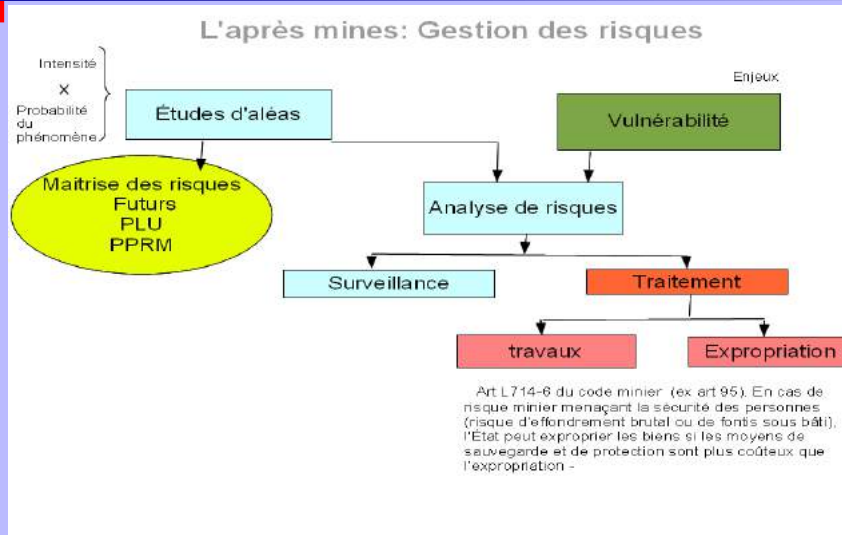 L'après mines: Gestion des risques
Intensité
x
Probabilité
du
phénomène
Études d'aléas
Enjeux
Vulnérabilité
Maitrise des risques
Futurs
PLU
PPRM
Analyse de risques
Surveillance
Traitement
travaux
Expropriation
Art L714-6 du code minier (ex art 95). En cas de
risque minier menaçant la sécurité des personnes
(risque d'effondrement brutal ou de fontis sous bâti),
l'État peut exproprier les biens si les moyens de
sauvegarde et de protection sont plus coûteux que
l'expropriation -